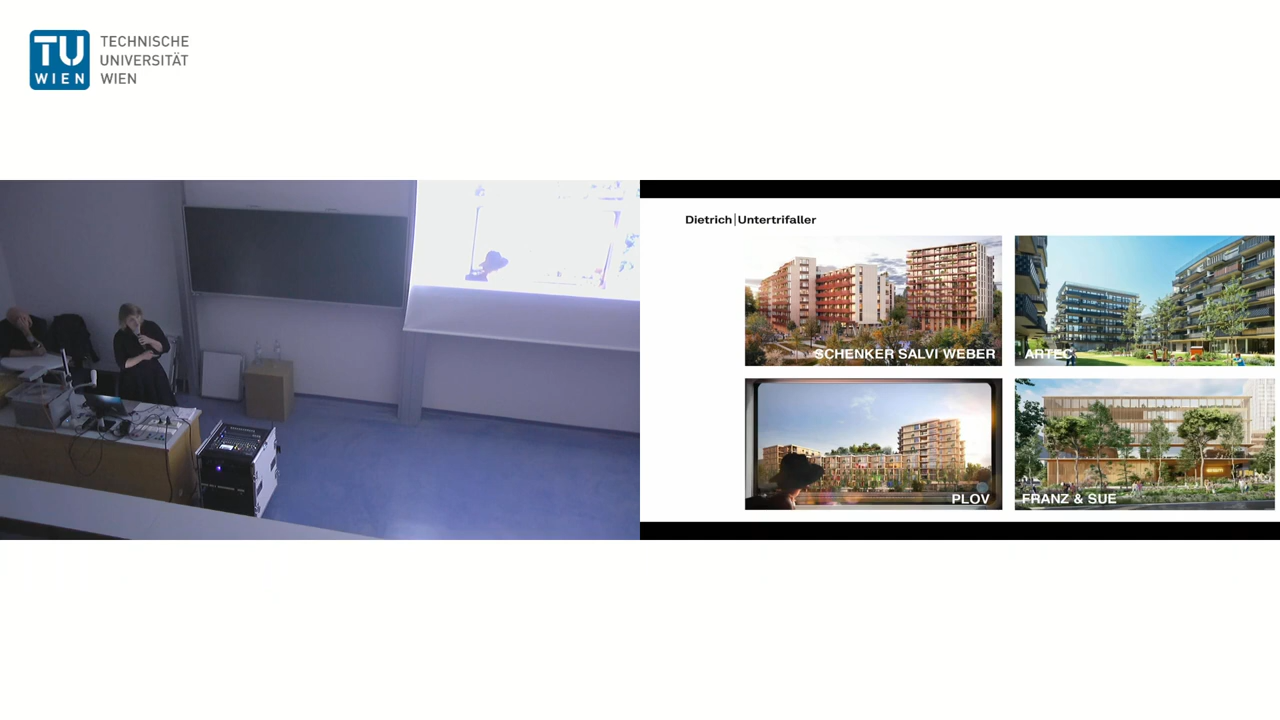 TU
WIEN
TECHNISCHE
UNIVERSITÄT
WIEN
Dietrich|Untertrifaller
SCHENKER SALVI WEBER
ARTEC
PLOV
FRANZ & SUE